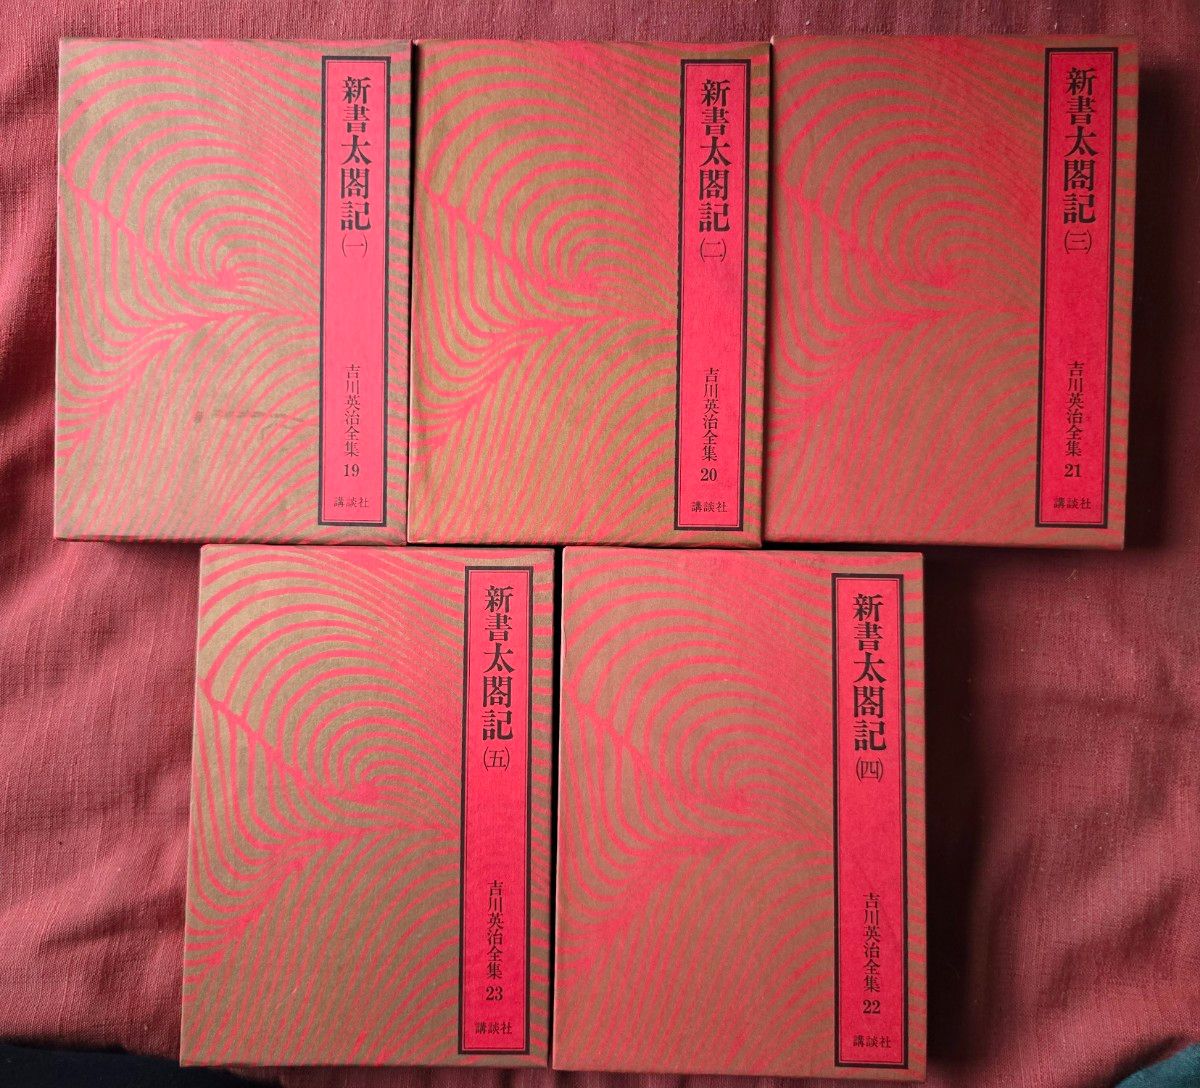 新書太閤記(一)
吉川英治全集 19
講談社
新書太閤記(二)
吉川英治全集 20
講談社
新書太閤記(三)
吉川英治全集 21
講談社
新書太閤記(五)
吉川英治全集 23
講談社
新書太閤記(四)
吉川英治全集 22
講談社